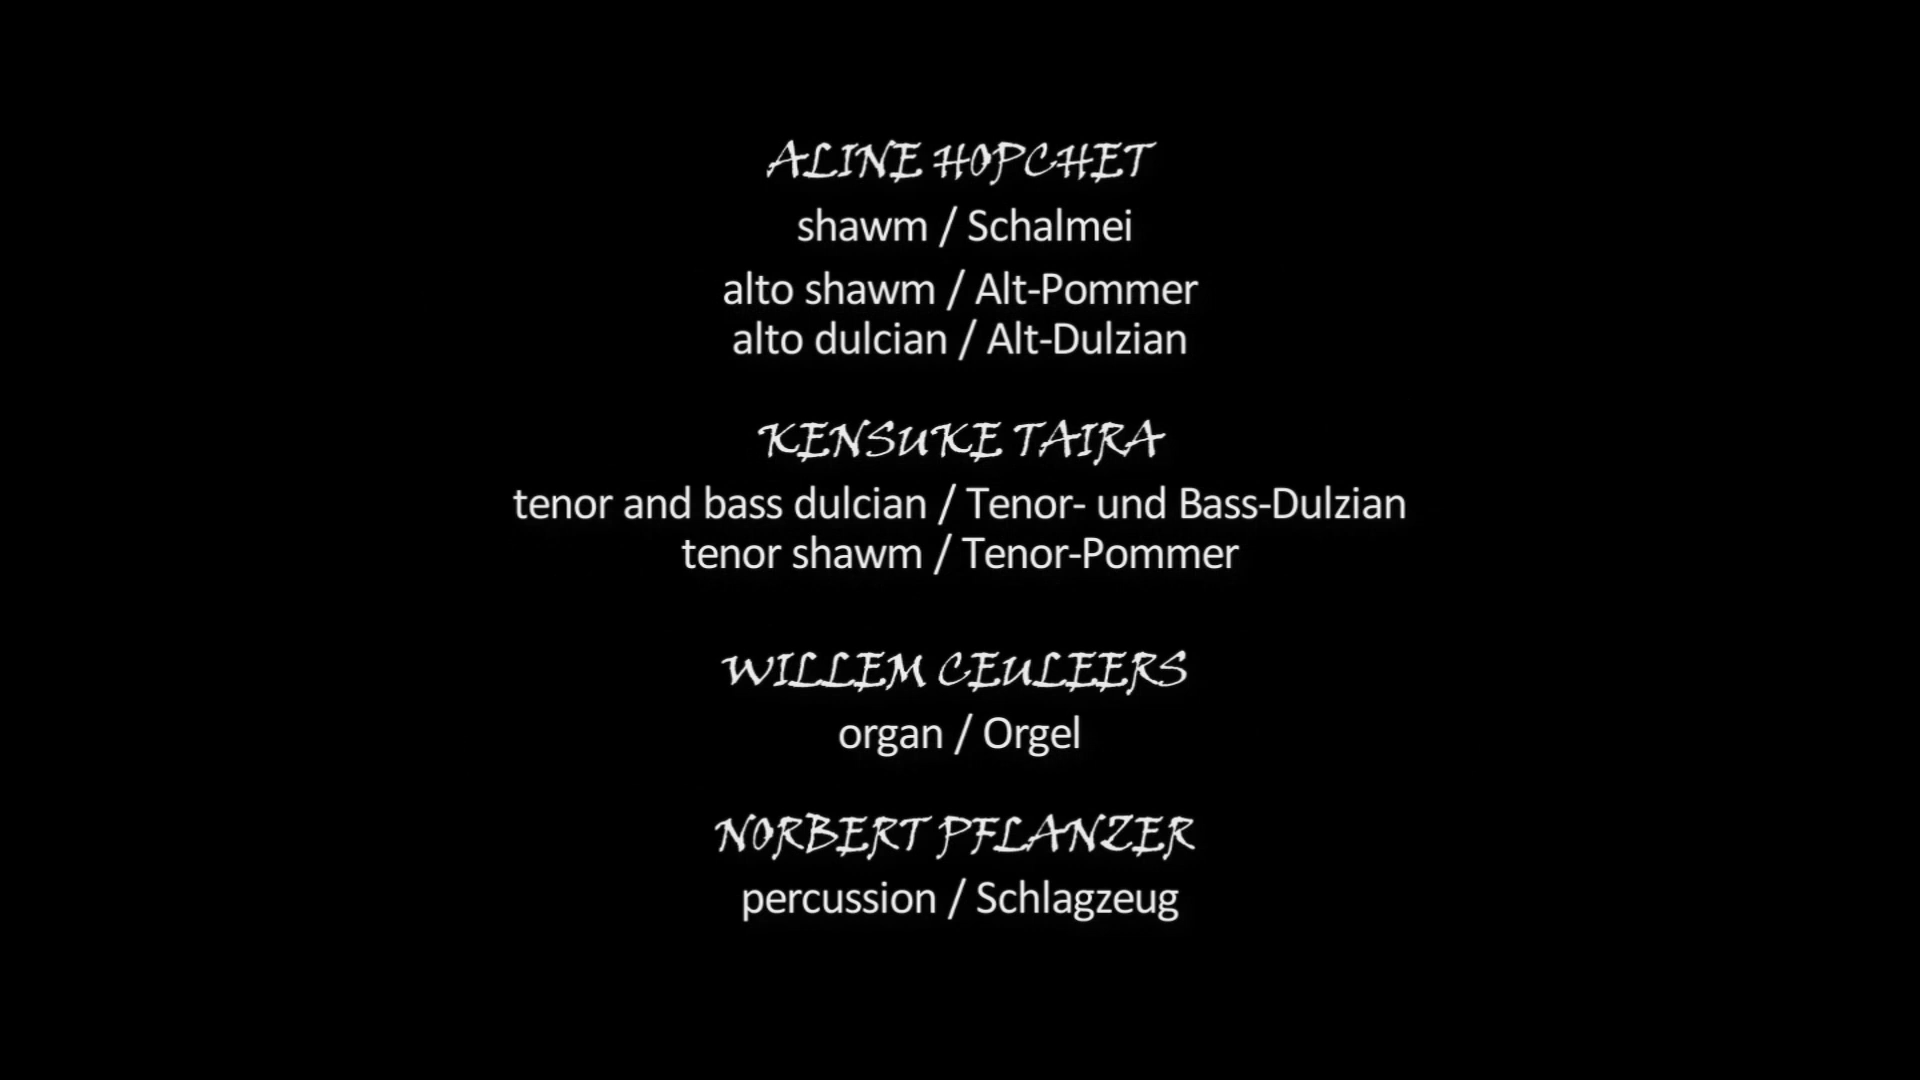 ALINE HOPCHET
shawm / Schalmei
alto shawm / Alt-Pommer
alto dulcian / Alt-Dulzian
KENSUKE TAIRA
tenor and bass dulcian / Tenor- und Bass-Dulzian
tenor shawm / Tenor-Pommer
WILLEM CEULEERS
organ / Orgel
NORBERT PFLANZER
percussion / Schlagzeug